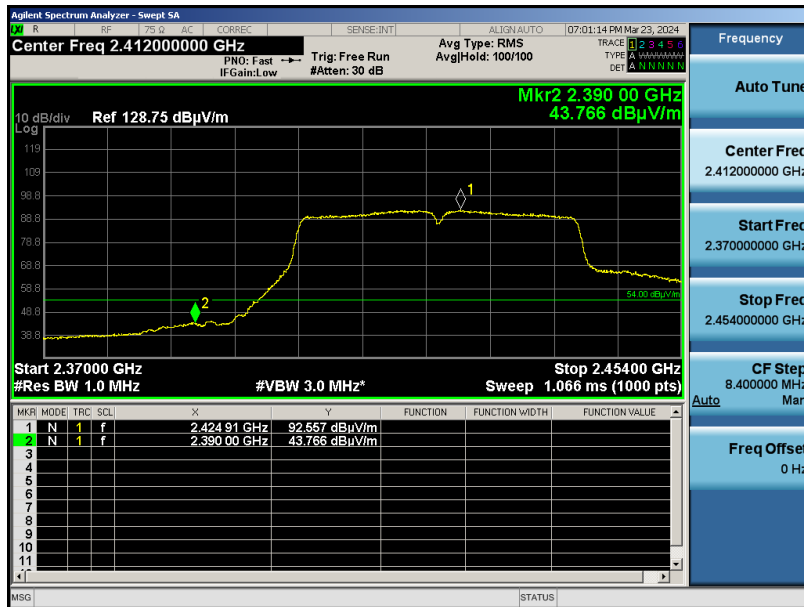 Agilent Spectrum Analyzer - Swept SA
LXI R RF 75 Ω AC CORREC SENSE:INT ALIGN AUTO 07:01:14 PM Mar 23, 2024
Center Freq 2.412000000 GHz
PNO: Fast Trig: Free Run Avg Type: RMS TRACE 1 2 3 4 5 6
IFGain:Low #Atten: 30 dB Avg|Hold: 100/100 TYPE A
DET A N N N N N
Mkr2 2.390 00 GHz
10 dB/div Ref 128.75 dBµV/m 43.766 dBµV/m
Log
119
109
98.8
1
88.8
78.8
68.8
58.8
54.00 dBµV/m
2
48.8
38.8
Start 2.37000 GHz Stop 2.45400 GHz
#Res BW 1.0 MHz #VBW 3.0 MHz* Sweep 1.066 ms (1000 pts)
MKR MODE TRC SCL X Y FUNCTION FUNCTION WIDTH FUNCTION VALUE
1 N 1 f 2.424 91 GHz 92.557 dBµV/m
2 N 1 f 2.390 00 GHz 43.766 dBµV/m
3
4
5
6
7
8
9
10
11
MSG STATUS
Frequency
Auto Tune
Center Freq
2.412000000 GHz
Start Freq
2.370000000 GHz
Stop Freq
2.454000000 GHz
CF Step
8.400000 MHz
Auto Man
Freq Offset
0 Hz